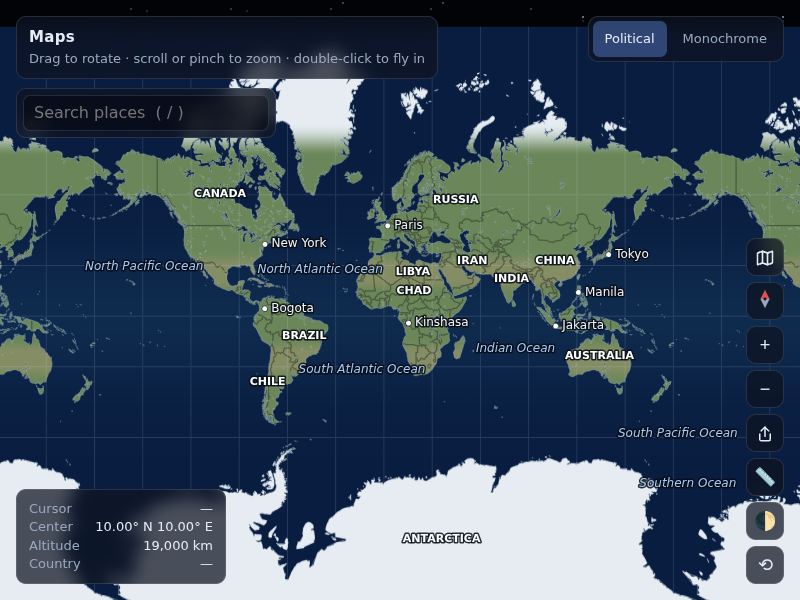 Maps
Drag to rotate · scroll or pinch to zoom · double-click to fly in
Political
Monochrome
Search places ( / )
CANADA
RUSSIA
Paris
New York
Tokyo
North Pacific Ocean
North Atlantic Ocean
LIBYA
IRAN
CHINA
INDIA
CHAD
Manila
Bogota
Kinshasa
Jakarta
BRAZIL
Indian Ocean
AUSTRALIA
South Atlantic Ocean
CHILE
South Pacific Ocean
Southern Ocean
ANTARCTICA
+
−
Cursor —
Center 10.00° N 10.00° E
Altitude 19,000 km
Country —